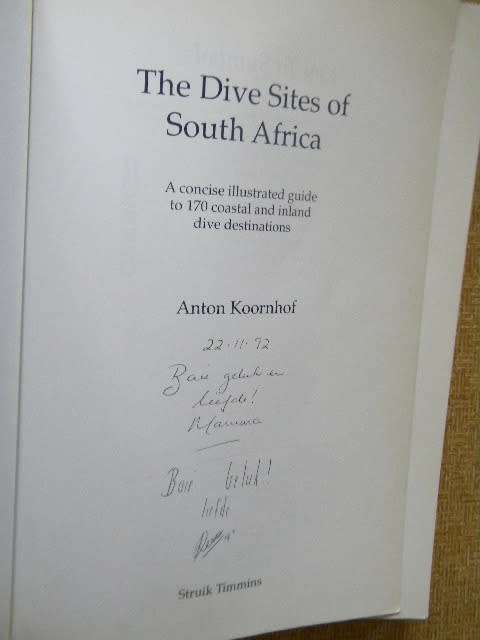 The Dive Sites of
South Africa
A concise illustrated guide
to 170 coastal and inland
dive destinations
Anton Koornhof
22.11.92
Baie geluk en
liefde!
Mamma
Baie geluk!
liefde
Struik Timmins